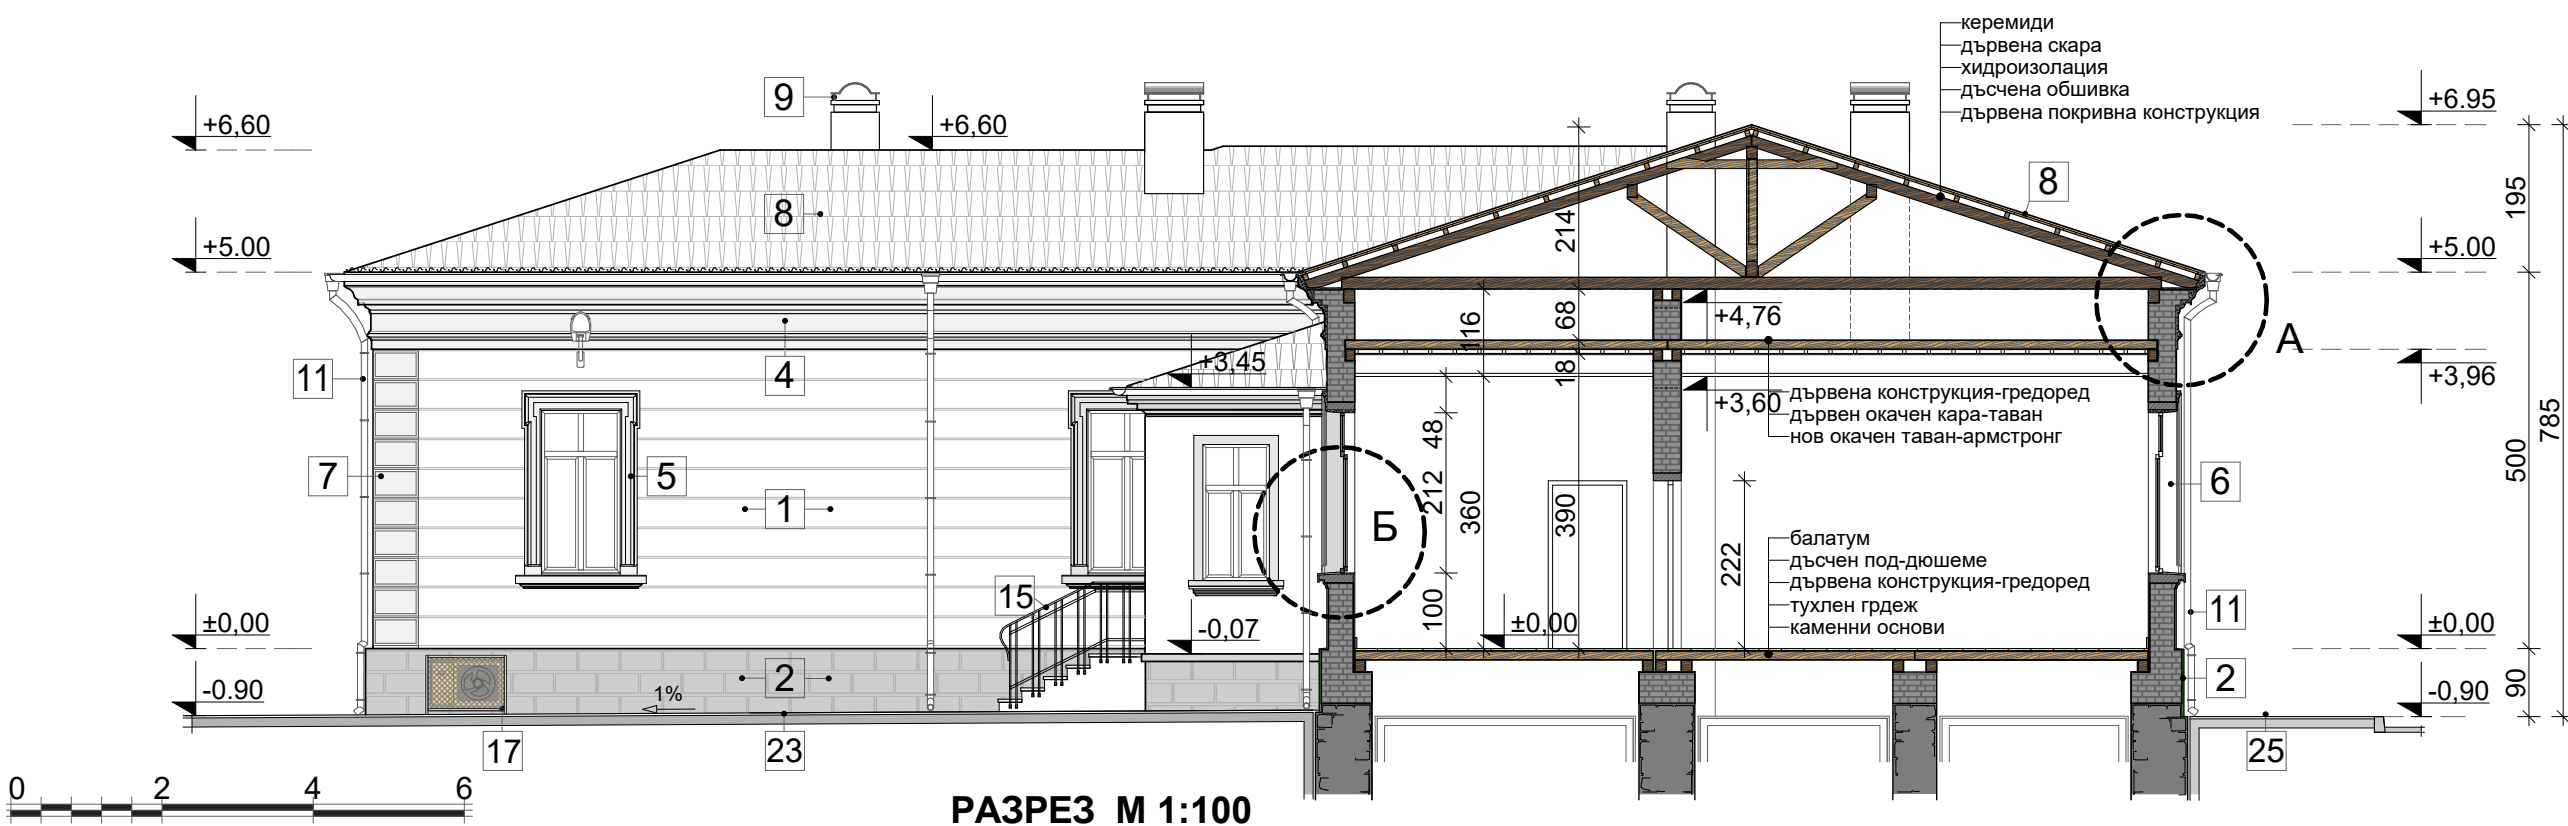 керемиди
дървена скара
хидроизолация
дъсчена обшивка
дървена покривна конструкция
9
+6,60
+6,60
+6.95
8
8
214
195
+5.00
+5.00
+4,76
А
4
11
+3,45
116
68
18
+3,96
+3,60
дървена конструкция-гредоред
дървен окачен кара-таван
нов окачен таван-армстронг
785
500
7
5
1
Б
48
212
360
390
222
6
балатум
дъсчен под-дюшеме
дървена конструкция-гредоред
тухлен грдеж
каменни основи
15
100
11
±0,00
-0,07
±0,00
±0,00
2
2
-0.90
1%
-0,90
90
17
23
25
0 2 4 6
РАЗРЕЗ М 1:100